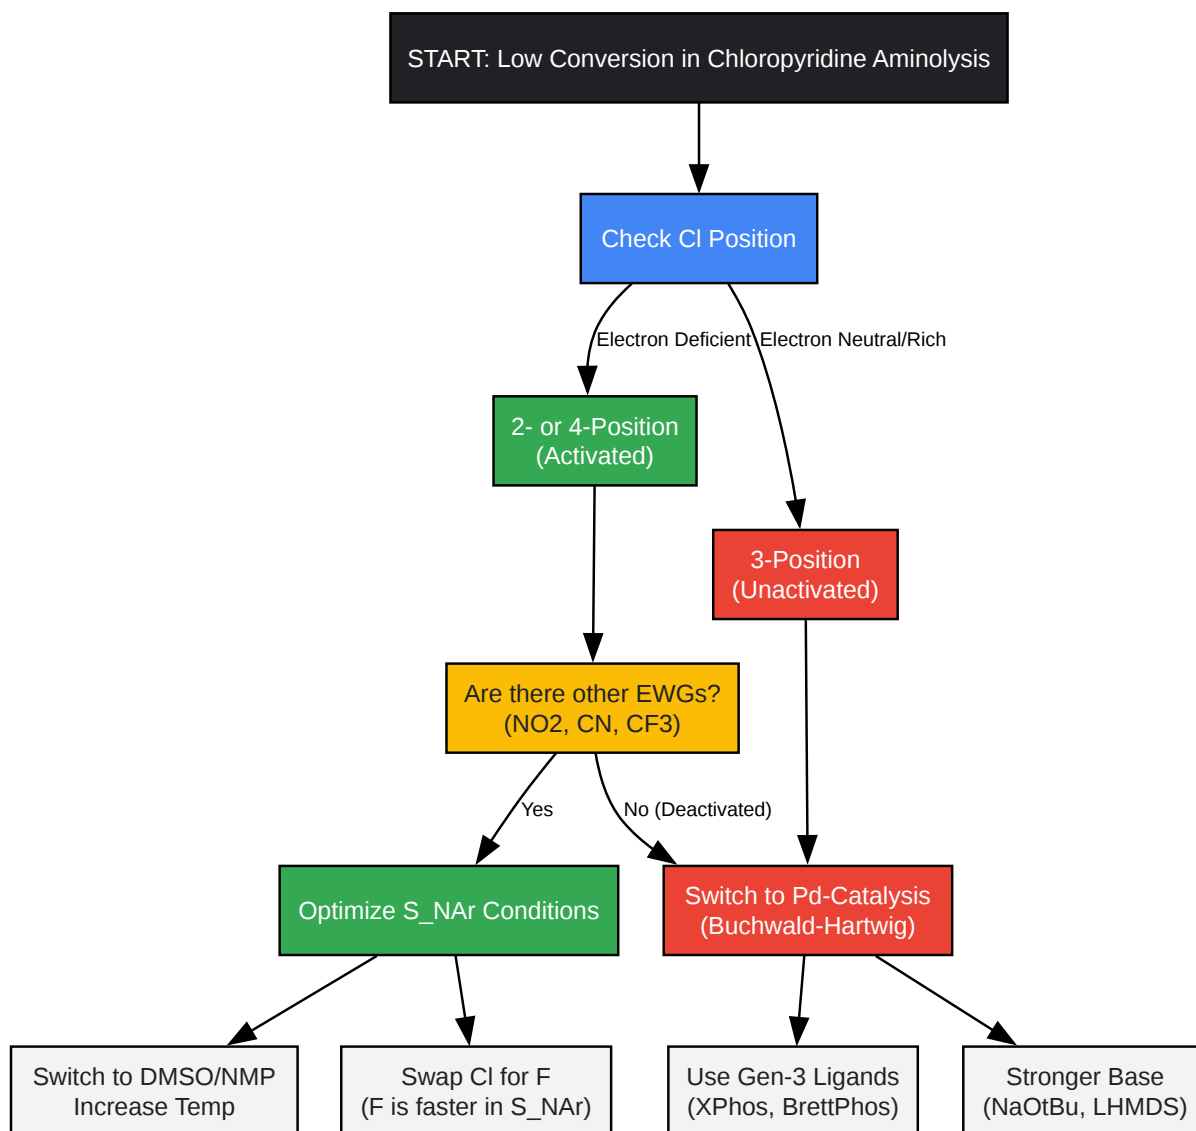 START: Low Conversion in Chloropyridine Aminolysis
Check Cl Position
Electron Deficient
Electron Neutral/Rich
2- or 4-Position
(Activated)
3-Position
(Unactivated)
Are there other EWGs?
(NO2, CN, CF3)
Yes
No (Deactivated)
Optimize S_NAr Conditions
Switch to Pd-Catalysis
(Buchwald-Hartwig)
Switch to DMSO/NMP
Increase Temp
Swap Cl for F
(F is faster in S_NAr)
Use Gen-3 Ligands
(XPhos, BrettPhos)
Stronger Base
(NaOtBu, LHMDS)